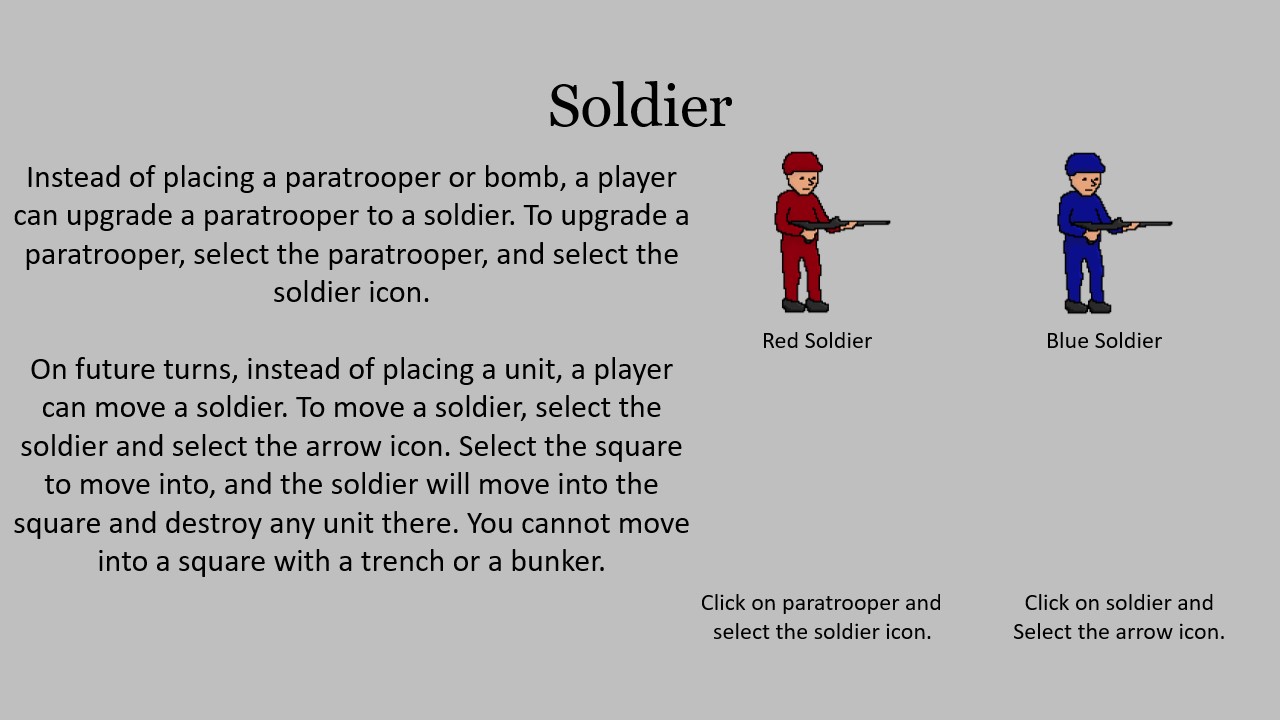 Soldier
Instead of placing a paratrooper or bomb, a player
can upgrade a paratrooper to a soldier. To upgrade a
paratrooper, select the paratrooper, and select the
soldier icon.
On future turns, instead of placing a unit, a player
can move a soldier. To move a soldier, select the
soldier and select the arrow icon. Select the square
to move into, and the soldier will move into the
square and destroy any unit there. You cannot move
into a square with a trench or a bunker.
Red Soldier
Blue Soldier
Click on paratrooper and
select the soldier icon.
Click on soldier and
Select the arrow icon.